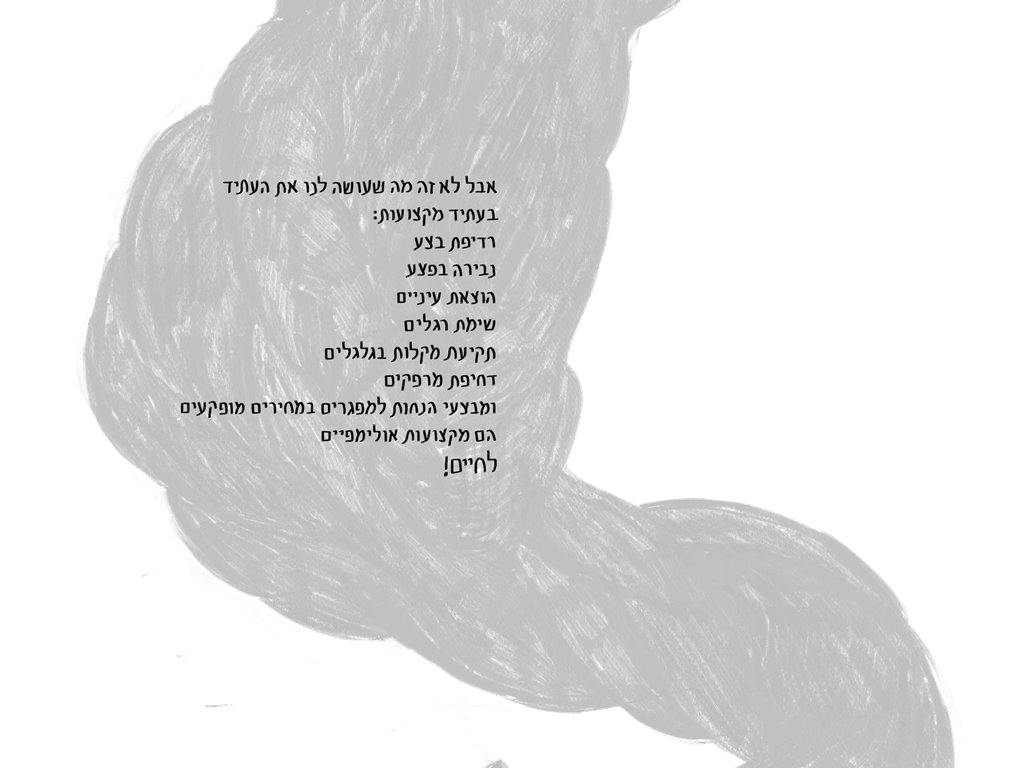 אבל לא זה מה שעושה לנו את העתיד
בעתיד מקצועות:
רדיפת בצע
נבירה בפצע
הוצאת עיניים
שימת רגלים
תקיעת מקלות בגלגלים
דחיפת מרפקים
ומבצעי הנחות למפגרים במחירים מופקעים
הם מקצועות אולימפיים
לחיים!